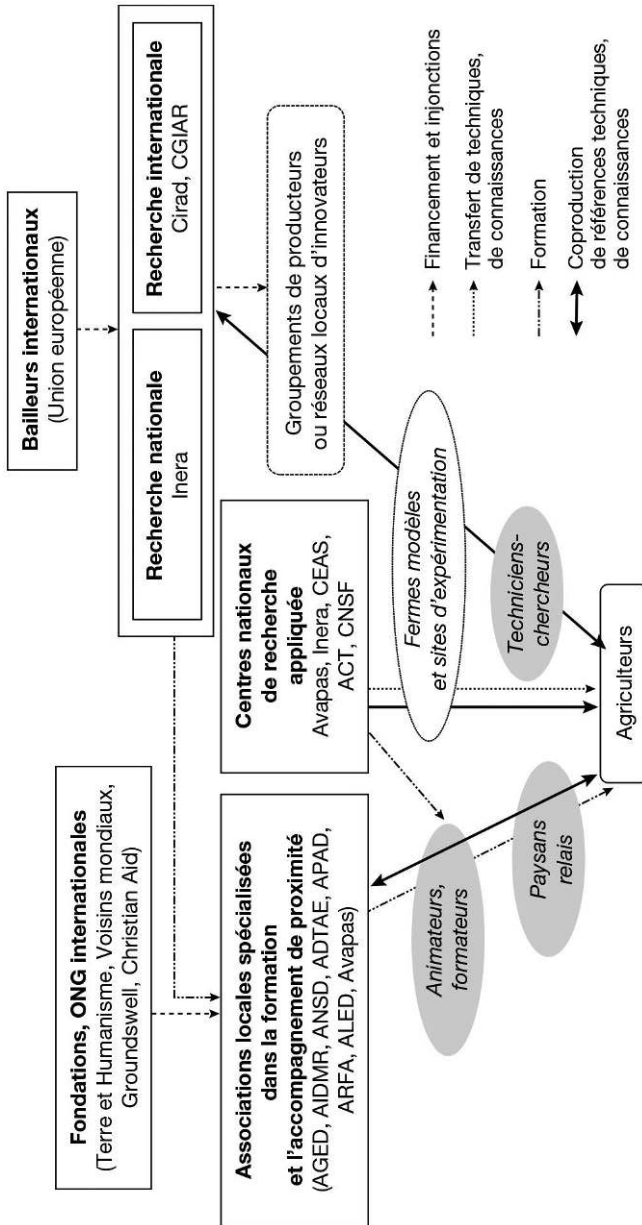 Fondations, ONG internationales
(Terre et Humanisme, Voisins mondiaux,
Groundswell, Christian Aid)
Bailleurs internationaux
(Union européenne)
Recherche nationale
Inera
Recherche internationale
Cirad, CGIAR
Associations locales spécialisées
dans la formation
et l'accompagnement de proximité
(AGED, AIDMR, ANSD, ADTAE, APAD,
ARFA, ALED, Avapas)
Centres nationaux
de recherche
appliquée
Avapas, Inera, CEAS,
ACT, CNSF
Groupements de producteurs
ou réseaux locaux d'innovateurs
Animateurs,
formateurs
Fermes modèles
et sites d'expérimentation
Paysans
relais
Techniciens-
chercheurs
Agriculteurs
Financement et injonctions
Transfert de techniques,
de connaissances
Formation
Coproduction
de références techniques,
de connaissances